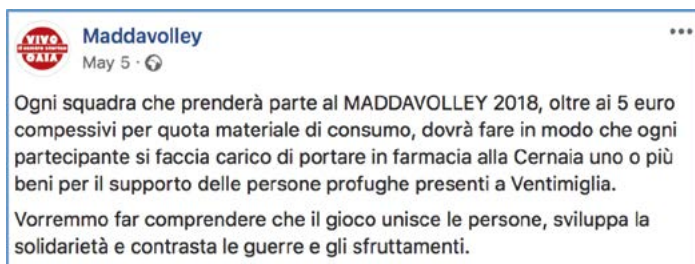 VIVO
GAIA
Maddavolley
May 5 ·
Ogni squadra che prenderà parte al MADDAVOLLEY 2018, oltre ai 5 euro
compessivi per quota materiale di consumo, dovrà fare in modo che ogni
partecipante si faccia carico di portare in farmacia alla Cernaia uno o più
beni per il supporto delle persone profughe presenti a Ventimiglia.
Vorremmo far comprendere che il gioco unisce le persone, sviluppa la
solidarietà e contrasta le guerre e gli sfruttamenti.